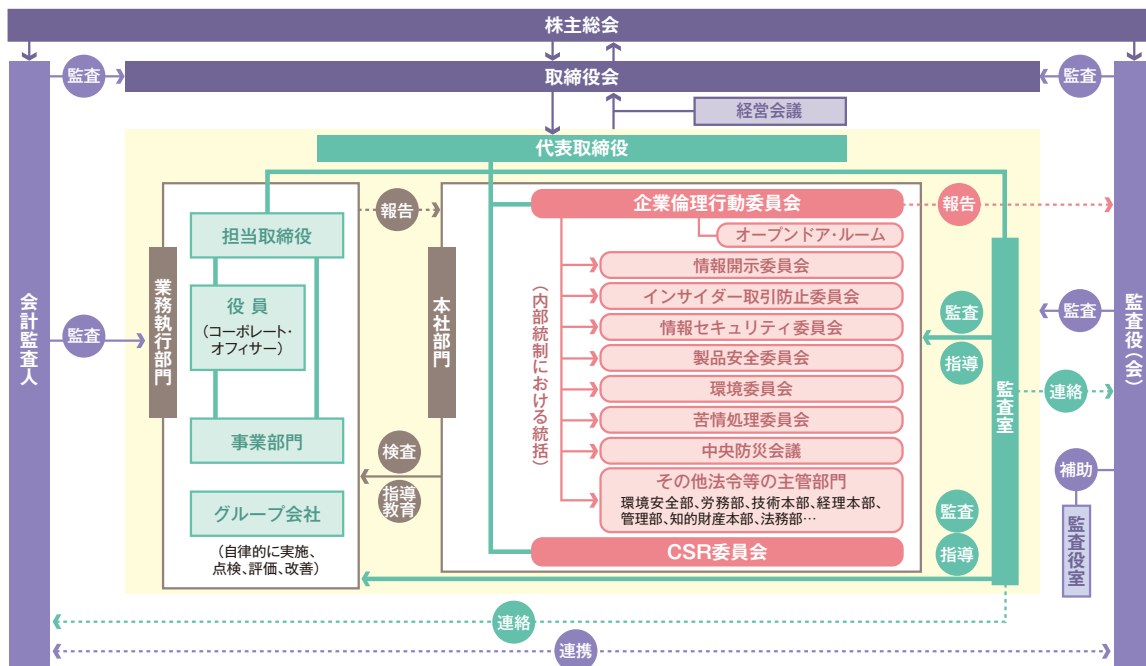 株主総会
監査
取締役会
監査
経営会議
代表取締役
会計監査人
監査
業務執行部門
担当取締役
役 員
(コーポレート・
オフィサー)
事業部門
グループ会社
(自律的に実施、
点検、評価、改善)
報告
検査
指導
教育
本社部門
企業倫理行動委員会
オープンドア・ルーム
(内部統制における統括)
情報開示委員会
インサイダー取引防止委員会
情報セキュリティ委員会
製品安全委員会
環境委員会
苦情処理委員会
中央防災会議
その他法令等の主管部門
環境安全部、労務部、技術本部、経理本部、
管理部、知的財産本部、法務部…
CSR委員会
報告
監査
指導
監査
指導
監査室
監査
連絡
監査役(会)
補助
監査役室
連絡
連携